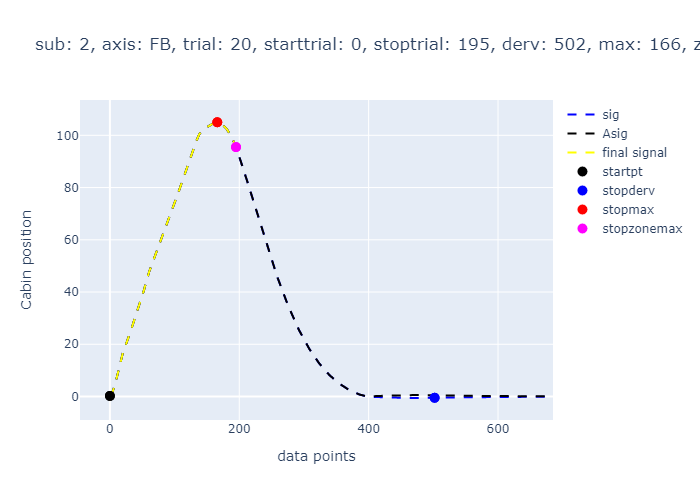 sub: 2, axis: FB, trial: 20, starttrial: 0, stoptrial: 195, derv: 502, max: 166, z
100
80
60
40
20
0
Cabin position
0 200 400 600
data points
sig
Asig
final signal
startpt
stopderv
stopmax
stopzonemax